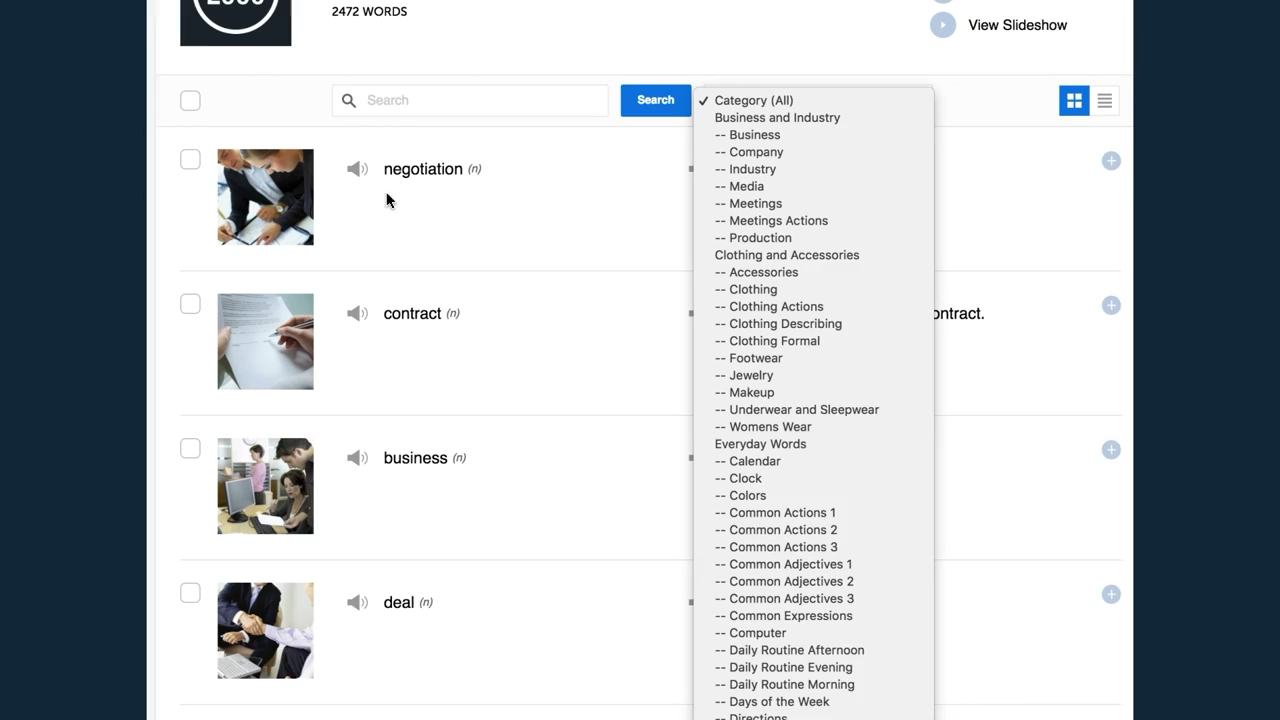 2000
2472 WORDS
View Slideshow
Search
Search
✓ Category (All)
Business and Industry
-- Business
-- Company
-- Industry
-- Media
-- Meetings
-- Meetings Actions
-- Production
Clothing and Accessories
-- Accessories
-- Clothing
-- Clothing Actions
-- Clothing Describing
-- Clothing Formal
-- Footwear
-- Jewelry
-- Makeup
-- Underwear and Sleepwear
-- Womens Wear
Everyday Words
-- Calendar
-- Clock
-- Colors
-- Common Actions 1
-- Common Actions 2
-- Common Actions 3
-- Common Adjectives 1
-- Common Adjectives 2
-- Common Adjectives 3
-- Common Expressions
-- Computer
-- Daily Routine Afternoon
-- Daily Routine Evening
-- Daily Routine Morning
-- Days of the Week
-- Directions
negotiation (n)
contract (n)
ontract.
business (n)
deal (n)